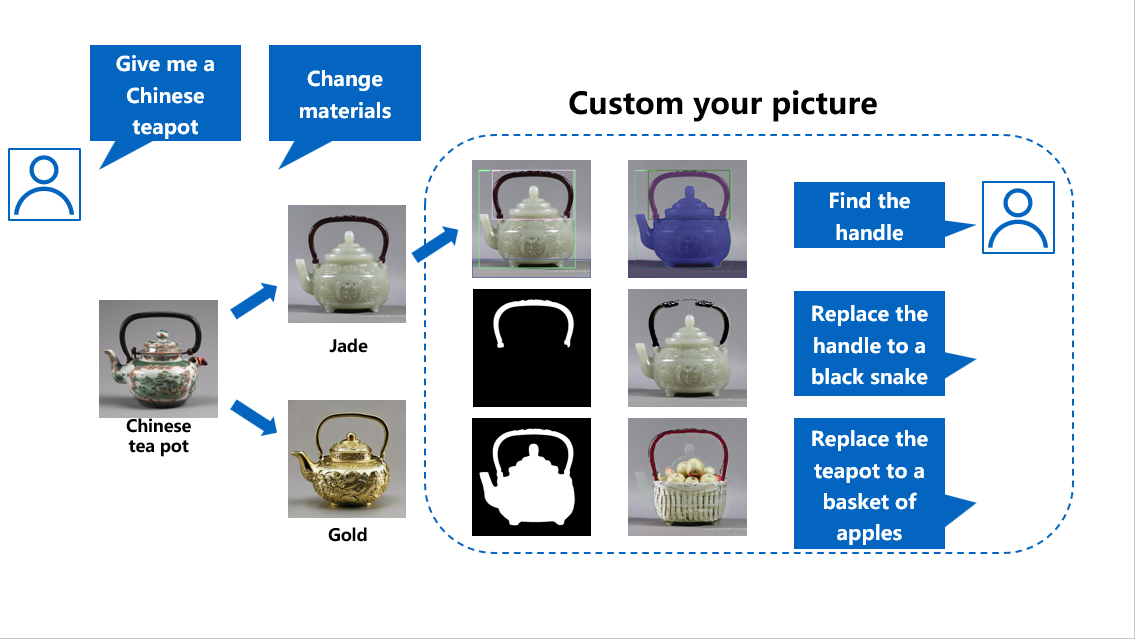 Give me a
Chinese
teapot
Change
materials
Custom your picture
Find the
handle
Jade
Replace the
handle to a
black snake
Chinese
tea pot
Replace the
teapot to a
basket of
apples
Gold